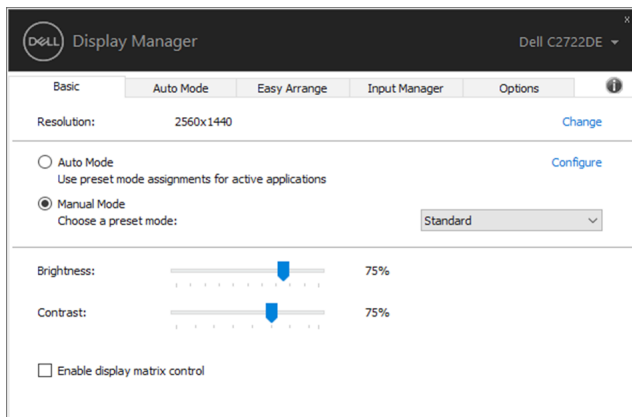 DELL Display Manager Dell C2722DE
x
Basic Auto Mode Easy Arrange Input Manager Options i
Resolution: 2560x1440 Change
Auto Mode Configure
Use preset mode assignments for active applications
Manual Mode
Choose a preset mode: Standard
Brightness: 75%
Contrast: 75%
Enable display matrix control